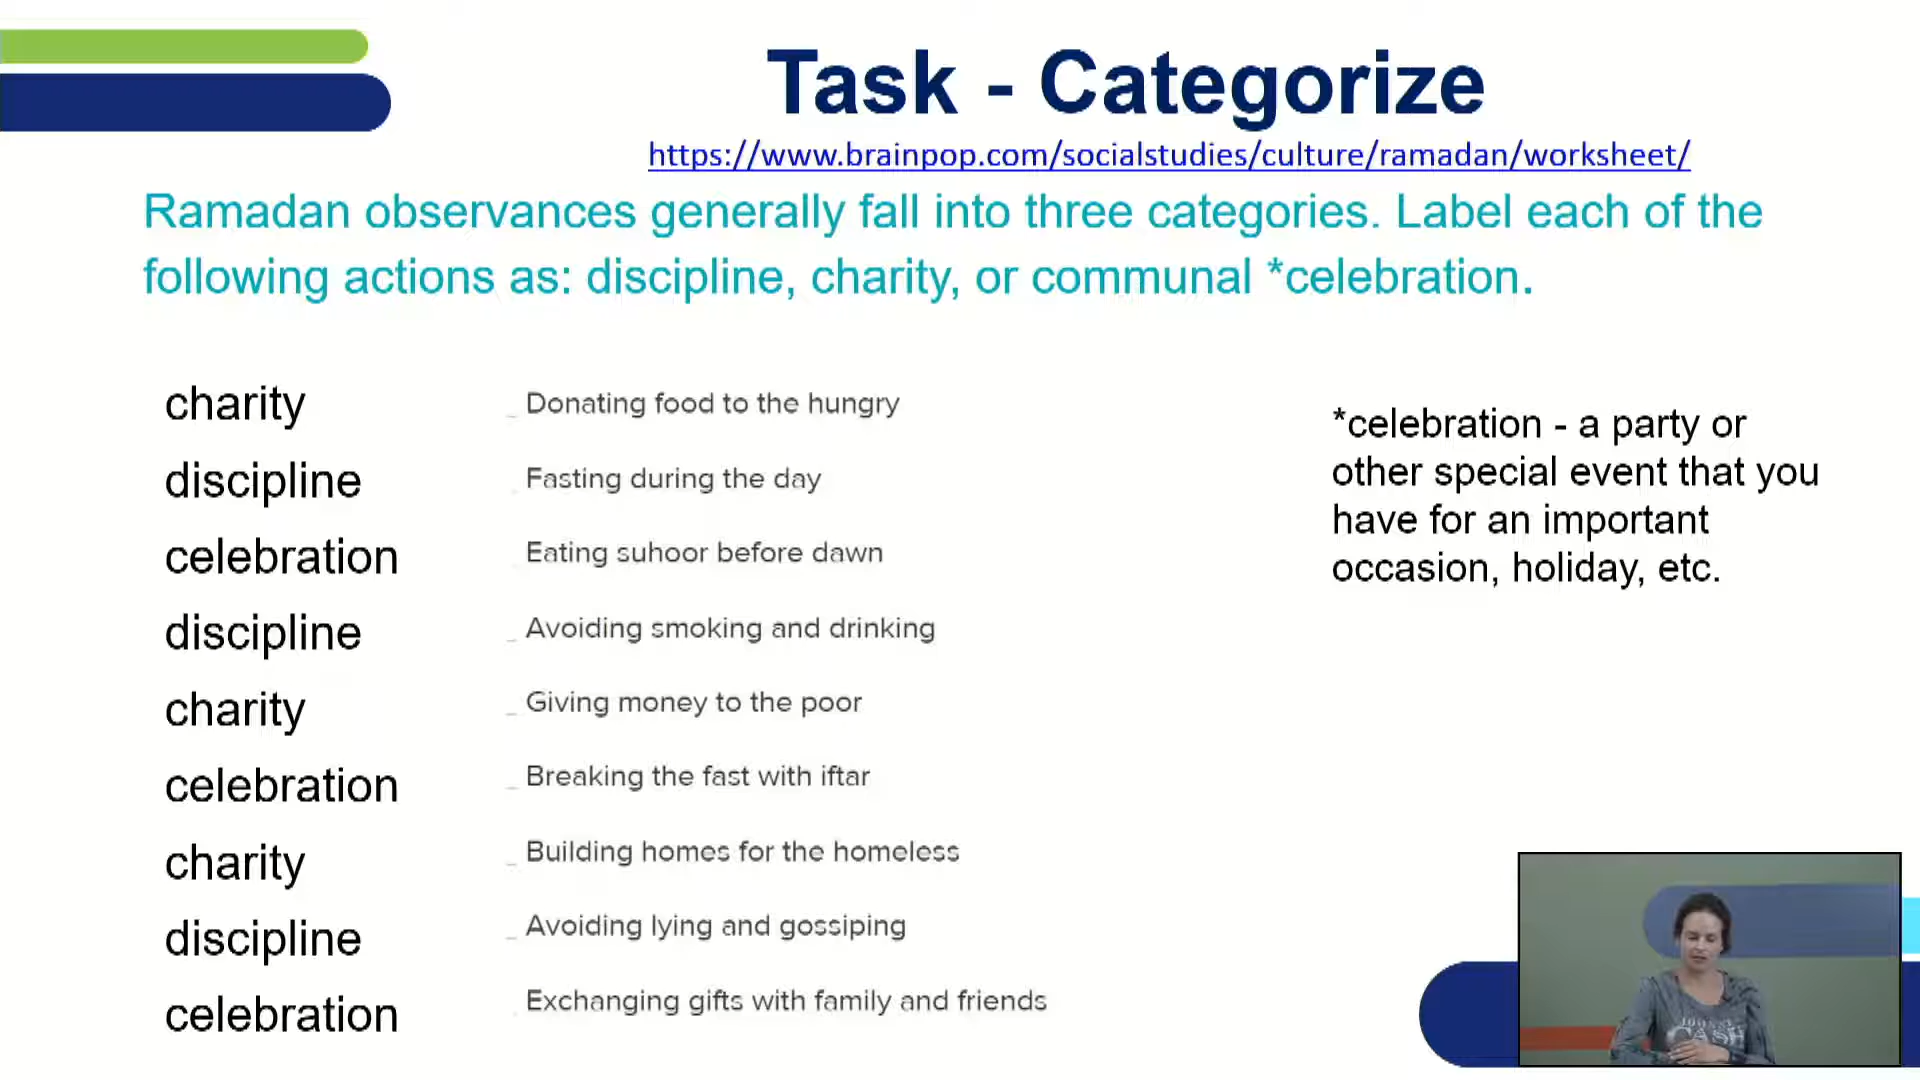 Task - Categorize
https://www.brainpop.com/socialstudies/culture/ramadan/worksheet/
Ramadan observances generally fall into three categories. Label each of the
following actions as: discipline, charity, or communal *celebration.
charity _ Donating food to the hungry
discipline Fasting during the day
celebration Eating suhoor before dawn
discipline _ Avoiding smoking and drinking
charity _ Giving money to the poor
celebration _ Breaking the fast with iftar
charity _ Building homes for the homeless
discipline _ Avoiding lying and gossiping
celebration Exchanging gifts with family and friends
*celebration - a party or
other special event that you
have for an important
occasion, holiday, etc.
CASH